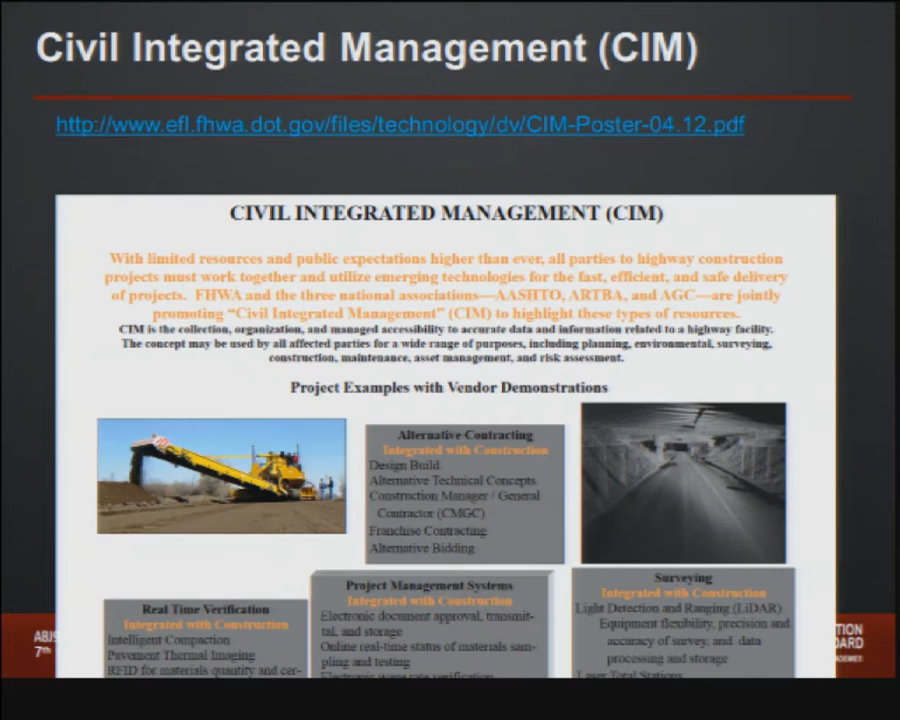 Civil Integrated Management (CIM)
http://www.efl.fhwa.dot.gov/files/technology/dv/CIM-Poster-04.12.pdf
CIVIL INTEGRATED MANAGEMENT (CIM)
With limited resources and public expectations higher than ever, all parties to highway construction
projects must work together and utilize emerging technologies for the fast, efficient, and safe delivery
of projects. FHWA and the three national associations—AASHTO, ARTBA, and AGC—are jointly
promoting “Civil Integrated Management” (CIM) to highlight these types of resources.
CIM is the collection, organization, and managed accessibility to accurate data and information related to a highway facility.
The concept may be used by all affected parties for a wide range of purposes, including planning, environmental, surveying,
construction, maintenance, asset management, and risk assessment.
Project Examples with Vendor Demonstrations
Alternative Contracting
Integrated with Construction
Design Build
Alternative Technical Concepts
Construction Manager / General
Contractor (CMGC)
Franchise Contracting
Alternative Bidding
Real Time Verification
Integrated with Construction
Intelligent Compaction
Pavement Thermal Imaging
RFID for materials quantity and cer-
Project Management Systems
Integrated with Construction
Electronic document approval, transmit-
tal, and storage
Online real-time status of materials sam-
pling and testing
Electronic wage rate verification
Surveying
Integrated with Construction
Light Detection and Ranging (LiDAR)
Equipment flexibility, precision and
accuracy of survey, and data
processing and storage
Laser Total Stations
7th